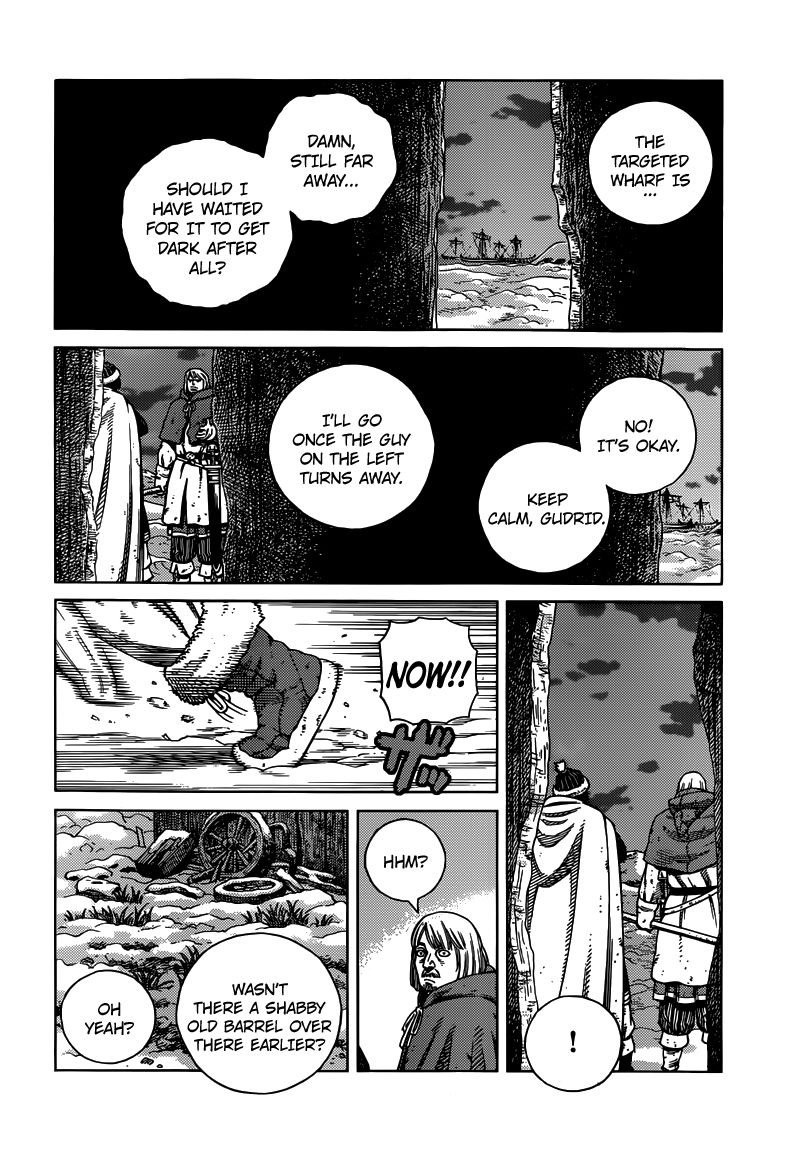 THE
TARGETED
WHARF IS
...
DAMN,
STILL FAR
AWAY...
SHOULD I
HAVE WAITED
FOR IT TO GET
DARK AFTER
ALL?
NO!
IT'S OKAY.
KEEP
CALM, GUDRID.
I'LL GO
ONCE THE GUY
ON THE LEFT
TURNS AWAY.
!
NOW!!
ザッ
HHM?
WASN'T
THERE A SHABBY
OLD BARREL OVER
THERE EARLIER?
OH
YEAH?